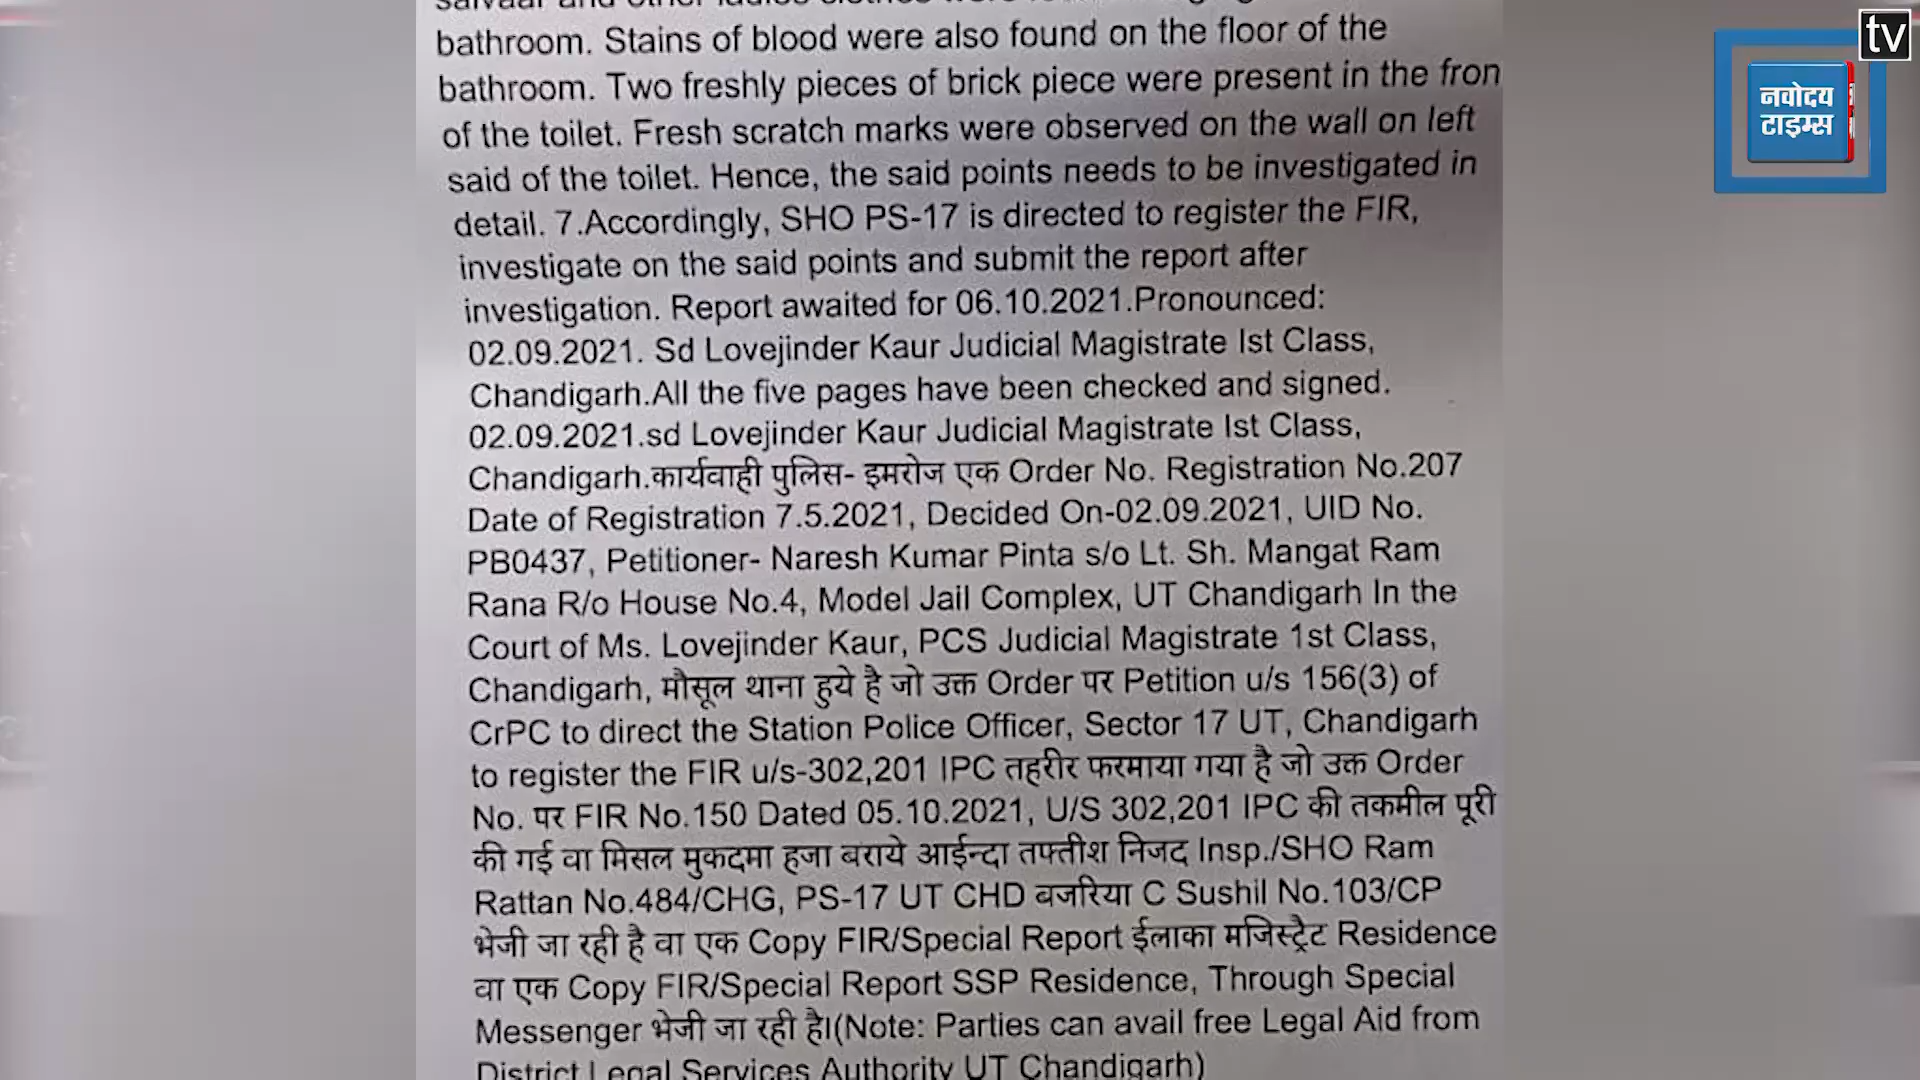 bathroom. Stains of blood were also found on the floor of the
bathroom. Two freshly pieces of brick piece were present in the fron
of the toilet. Fresh scratch marks were observed on the wall on left
said of the toilet. Hence, the said points needs to be investigated in
detail. 7.Accordingly, SHO PS-17 is directed to register the FIR,
investigate on the said points and submit the report after
investigation. Report awaited for 06.10.2021.Pronounced:
02.09.2021. Sd Lovejinder Kaur Judicial Magistrate Ist Class,
Chandigarh.All the five pages have been checked and signed.
02.09.2021.sd Lovejinder Kaur Judicial Magistrate Ist Class,
Chandigarh.कार्यवाही पुलिस- इमरोज एक Order No. Registration No.207
Date of Registration 7.5.2021, Decided On-02.09.2021, UID No.
PB0437, Petitioner- Naresh Kumar Pinta s/o Lt. Sh. Mangat Ram
Rana R/o House No.4, Model Jail Complex, UT Chandigarh In the
Court of Ms. Lovejinder Kaur, PCS Judicial Magistrate 1st Class,
Chandigarh, मौसूल थाना हुये है जो उक्त Order पर Petition u/s 156(3) of
CrPC to direct the Station Police Officer, Sector 17 UT, Chandigarh
to register the FIR u/s-302,201 IPC तहरीर फरमाया गया है जो उक्त Order
No. पर FIR No.150 Dated 05.10.2021, U/S 302,201 IPC की तकमील पूरी
की गई वा मिसल मुकदमा हजा बराये आईन्दा तफ्तीश निजद Insp./SHO Ram
Rattan No.484/CHG, PS-17 UT CHD बजरिया C Sushil No.103/CP
भेजी जा रही है वा एक Copy FIR/Special Report ईलाका मजिस्ट्रेट Residence
वा एक Copy FIR/Special Report SSP Residence, Through Special
Messenger भेजी जा रही है।(Note: Parties can avail free Legal Aid from
District Legal Services Authority UT Chandigarh)
tv
नवोदय
टाइम्स